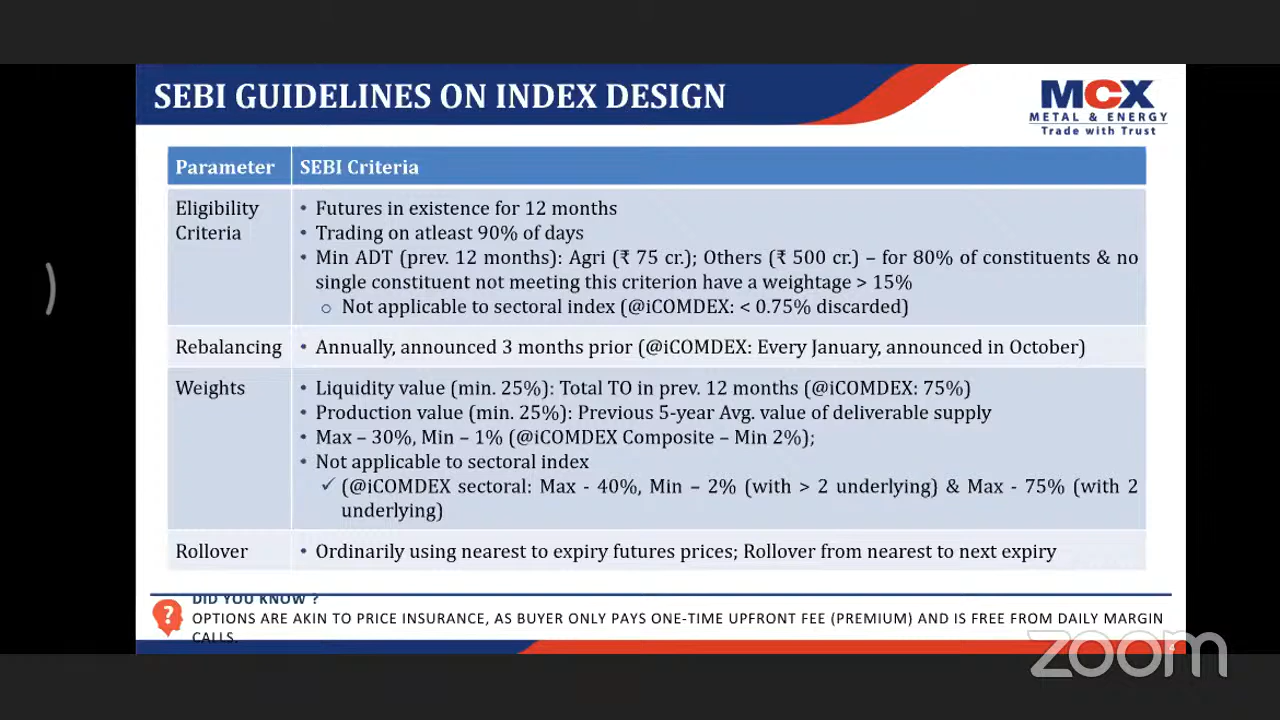 SEBI GUIDELINES ON INDEX DESIGN
MCX
METAL & ENERGY
Trade with Trust
Parameter
SEBI Criteria
Eligibility
Criteria
• Futures in existence for 12 months
• Trading on atleast 90% of days
• Min ADT (prev. 12 months): Agri (₹ 75 cr.); Others (₹ 500 cr.) – for 80% of constituents & no
single constituent not meeting this criterion have a weightage > 15%
o Not applicable to sectoral index (@iCOMDEX: < 0.75% discarded)
Rebalancing
• Annually, announced 3 months prior (@iCOMDEX: Every January, announced in October)
Weights
• Liquidity value (min. 25%): Total TO in prev. 12 months (@iCOMDEX: 75%)
• Production value (min. 25%): Previous 5-year Avg. value of deliverable supply
• Max – 30%, Min – 1% (@iCOMDEX Composite – Min 2%);
• Not applicable to sectoral index
✓ (@iCOMDEX sectoral: Max - 40%, Min – 2% (with > 2 underlying) & Max - 75% (with 2
underlying)
Rollover
• Ordinarily using nearest to expiry futures prices; Rollover from nearest to next expiry
?
DID YOU KNOW ?
OPTIONS ARE AKIN TO PRICE INSURANCE, AS BUYER ONLY PAYS ONE-TIME UPFRONT FEE (PREMIUM) AND IS FREE FROM DAILY MARGIN
CALLS.
4
zoom